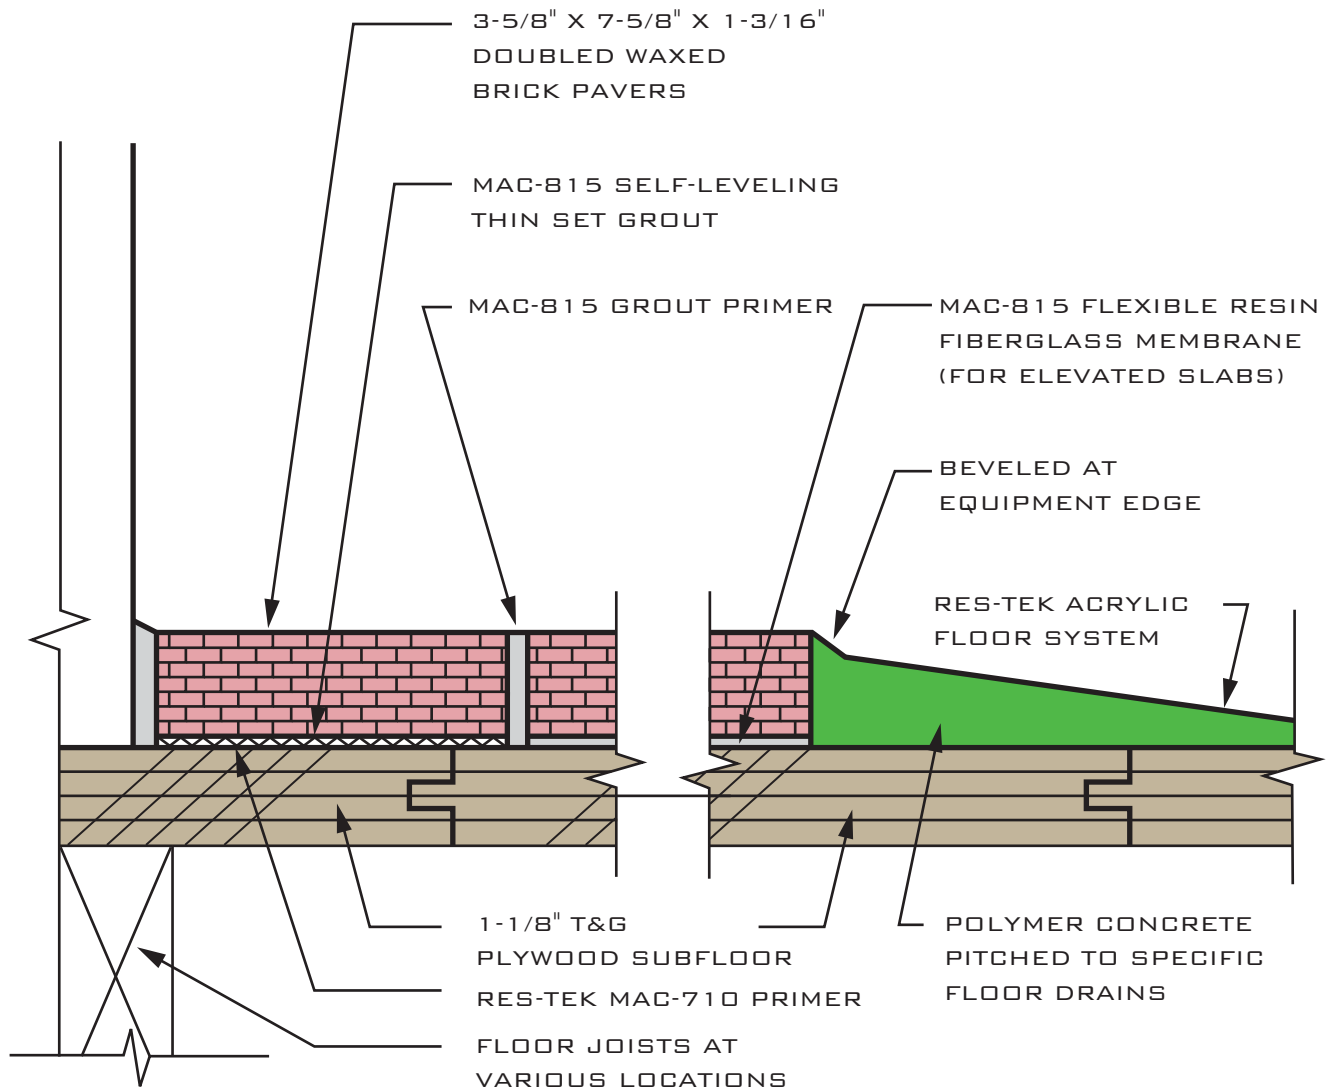 3-5/8" X 7-5/8" X 1-3/16"
DOUBLED WAXED
BRICK PAVERS
MAC-815 SELF-LEVELING
THIN SET GROUT
MAC-815 GROUT PRIMER
MAC-815 FLEXIBLE RESIN
FIBERGLASS MEMBRANE
(FOR ELEVATED SLABS)
BEVELED AT
EQUIPMENT EDGE
RES-TEK ACRYLIC
FLOOR SYSTEM
1-1/8" T&G
PLYWOOD SUBFLOOR
RES-TEK MAC-710 PRIMER
FLOOR JOISTS AT
VARIOUS LOCATIONS
POLYMER CONCRETE
PITCHED TO SPECIFIC
FLOOR DRAINS